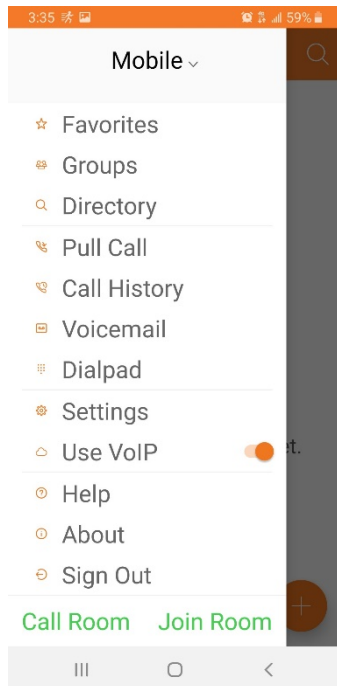 3:35 59%
Mobile
Favorites
Groups
Directory
Pull Call
Call History
Voicemail
Dialpad
Settings
Use VoIP
et.
Help
About
Sign Out
Call Room Join Room